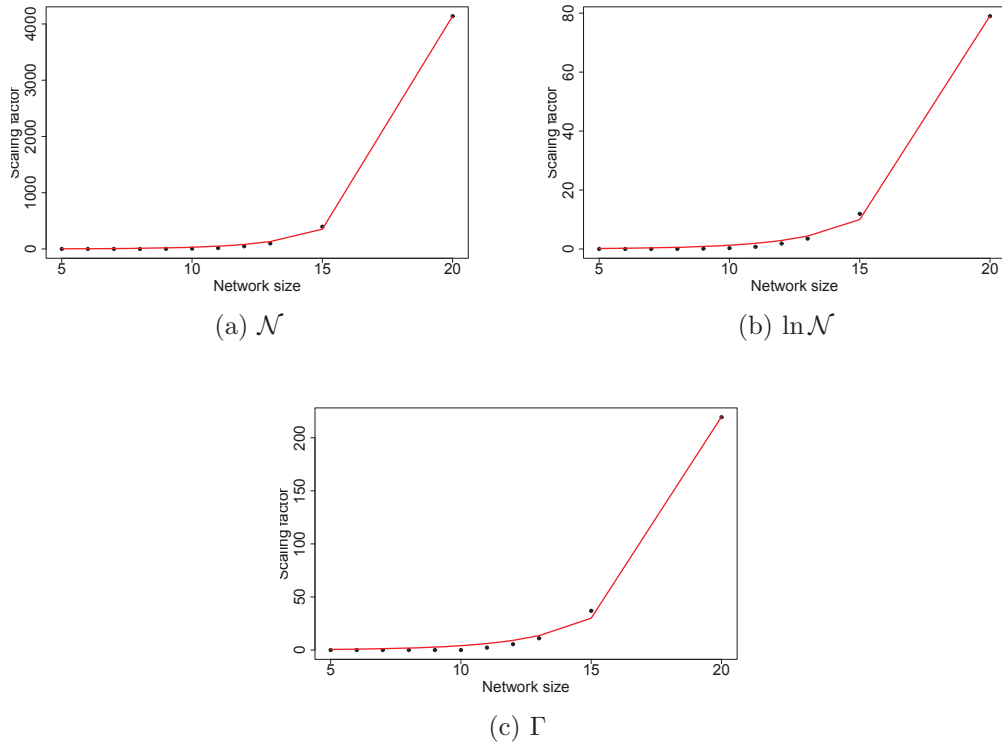 4000
3000
2000
1000
0
Scaling factor
5 10 15 20
Network size
(a) 𝒩
80
60
40
20
0
Scaling factor
5 10 15 20
Network size
(b) ln 𝒩
200
150
100
50
0
Scaling factor
5 10 15 20
Network size
(c) Γ